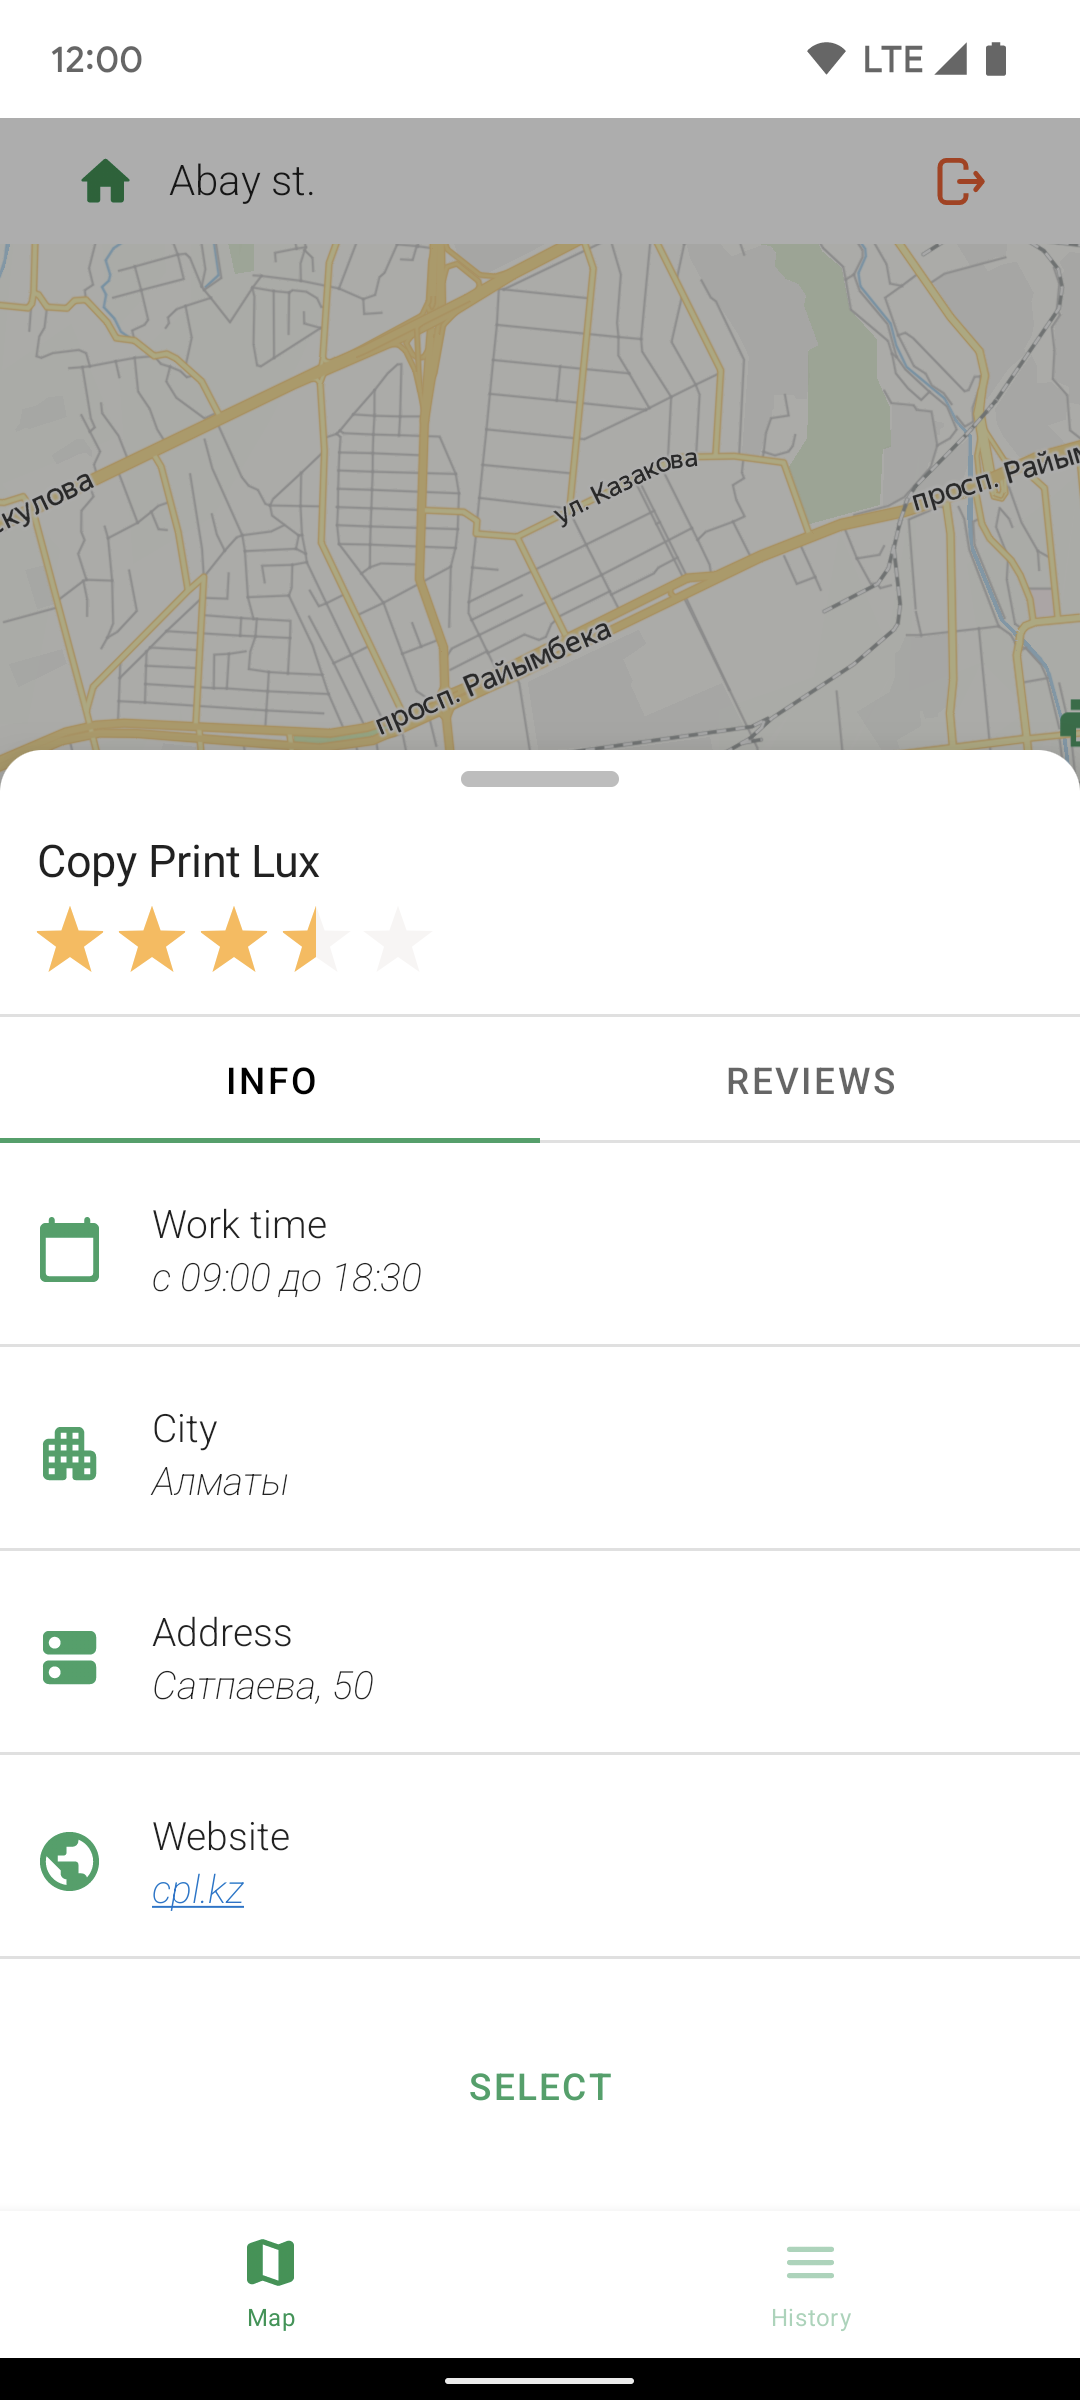 12:00 LTE
Abay st.
ул. Казакова
просп. Райым
кулова
просп. Райымбека
Copy Print Lux
INFO REVIEWS
Work time
с 09:00 до 18:30
City
Алматы
Address
Сатпаева, 50
Website
cpl.kz
SELECT
Map History